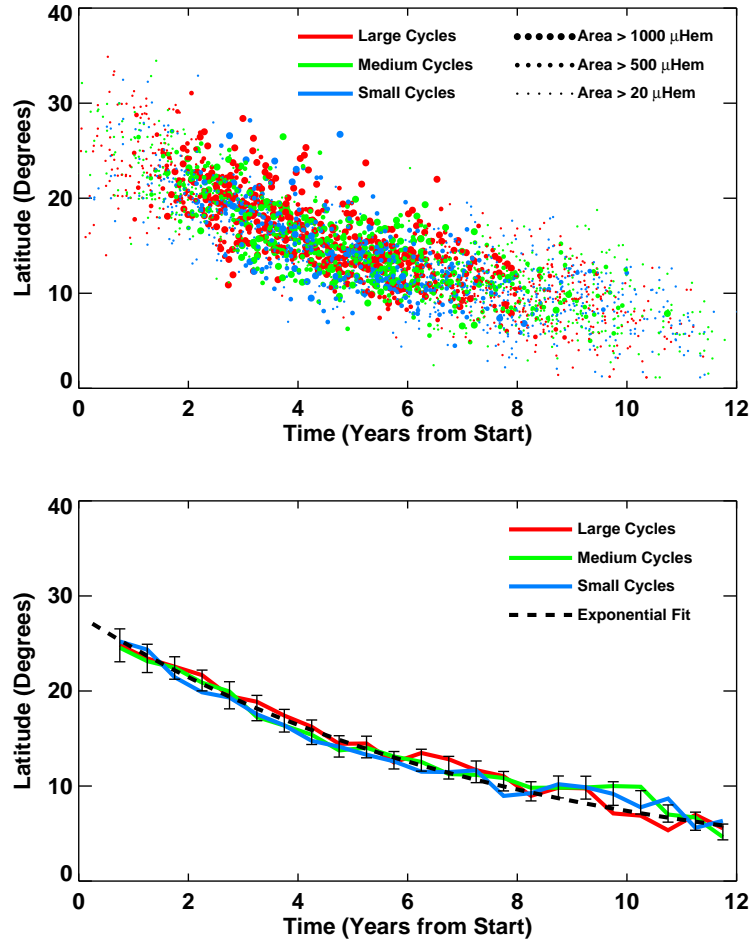 40
30
20
10
0
Latitude (Degrees)
Large Cycles
Medium Cycles
Small Cycles
Area > 1000 μHem
Area > 500 μHem
Area > 20 μHem
0 2 4 6 8 10 12
Time (Years from Start)
40
30
20
10
0
Latitude (Degrees)
Large Cycles
Medium Cycles
Small Cycles
Exponential Fit
0 2 4 6 8 10 12
Time (Years from Start)